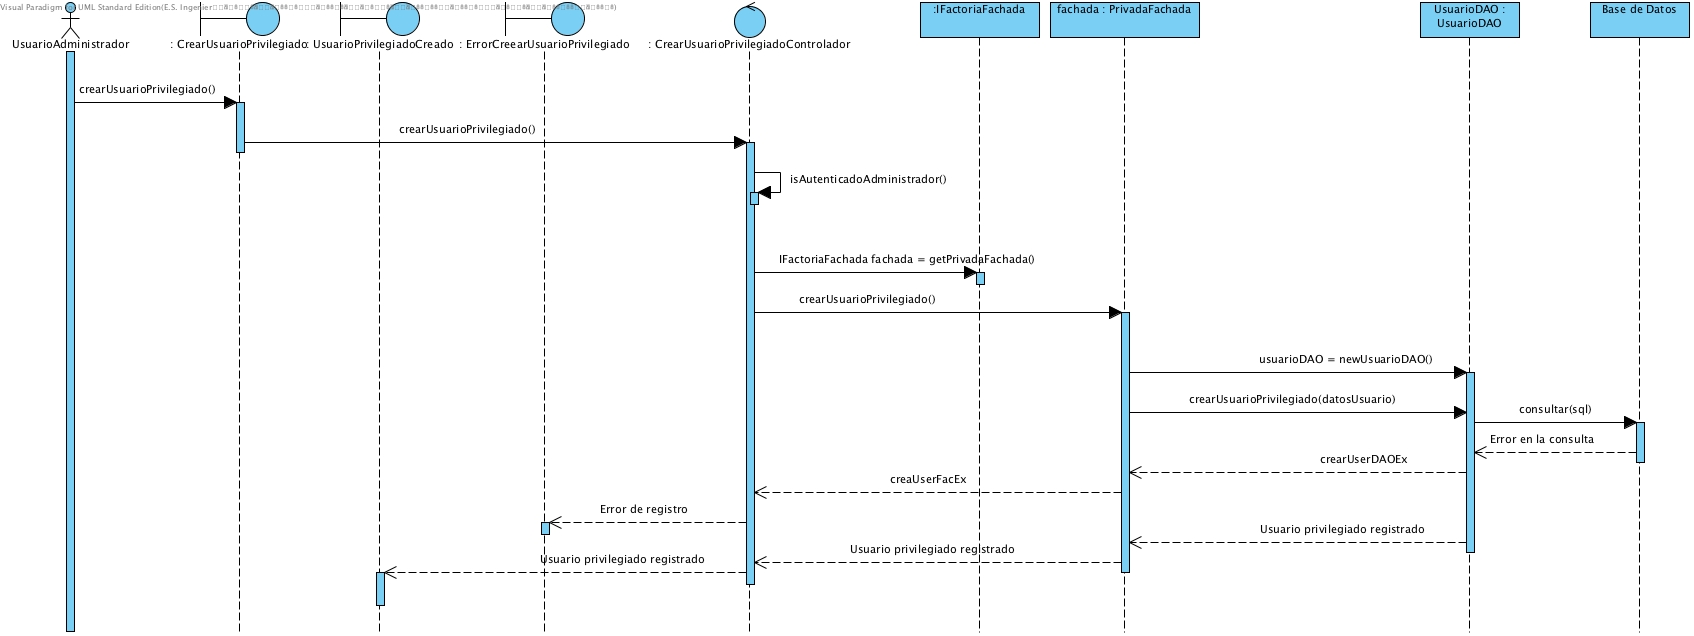 Visual Paradigm UML Standard Edition(E.S. Ingenier
UsuarioAdministrador
: CrearUsuarioPrivilegiado
: UsuarioPrivilegiadoCreado
: ErrorCreearUsuarioPrivilegiado
: CrearUsuarioPrivilegiadoControlador
:IFactoriaFachada
fachada : PrivadaFachada
UsuarioDAO :
UsuarioDAO
Base de Datos
crearUsuarioPrivilegiado()
crearUsuarioPrivilegiado()
isAutenticadoAdministrador()
IFactoriaFachada fachada = getPrivadaFachada()
crearUsuarioPrivilegiado()
usuarioDAO = newUsuarioDAO()
crearUsuarioPrivilegiado(datosUsuario)
consultar(sql)
Error en la consulta
crearUserDAOEx
creaUserFacEx
Error de registro
Usuario privilegiado registrado
Usuario privilegiado registrado
Usuario privilegiado registrado